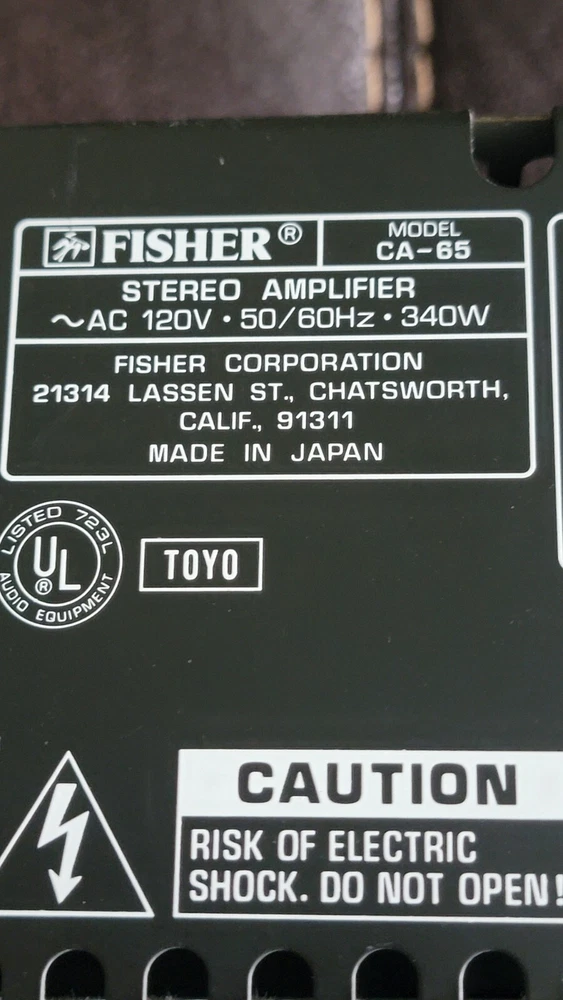 FISHER®
MODEL
CA-65
STEREO AMPLIFIER
~AC 120V • 50/60Hz • 340W
FISHER CORPORATION
21314 LASSEN ST., CHATSWORTH,
CALIF., 91311
MADE IN JAPAN
LISTED 723L
UL®
AUDIO EQUIPMENT
TOYO
CAUTION
RISK OF ELECTRIC
SHOCK. DO NOT OPEN!